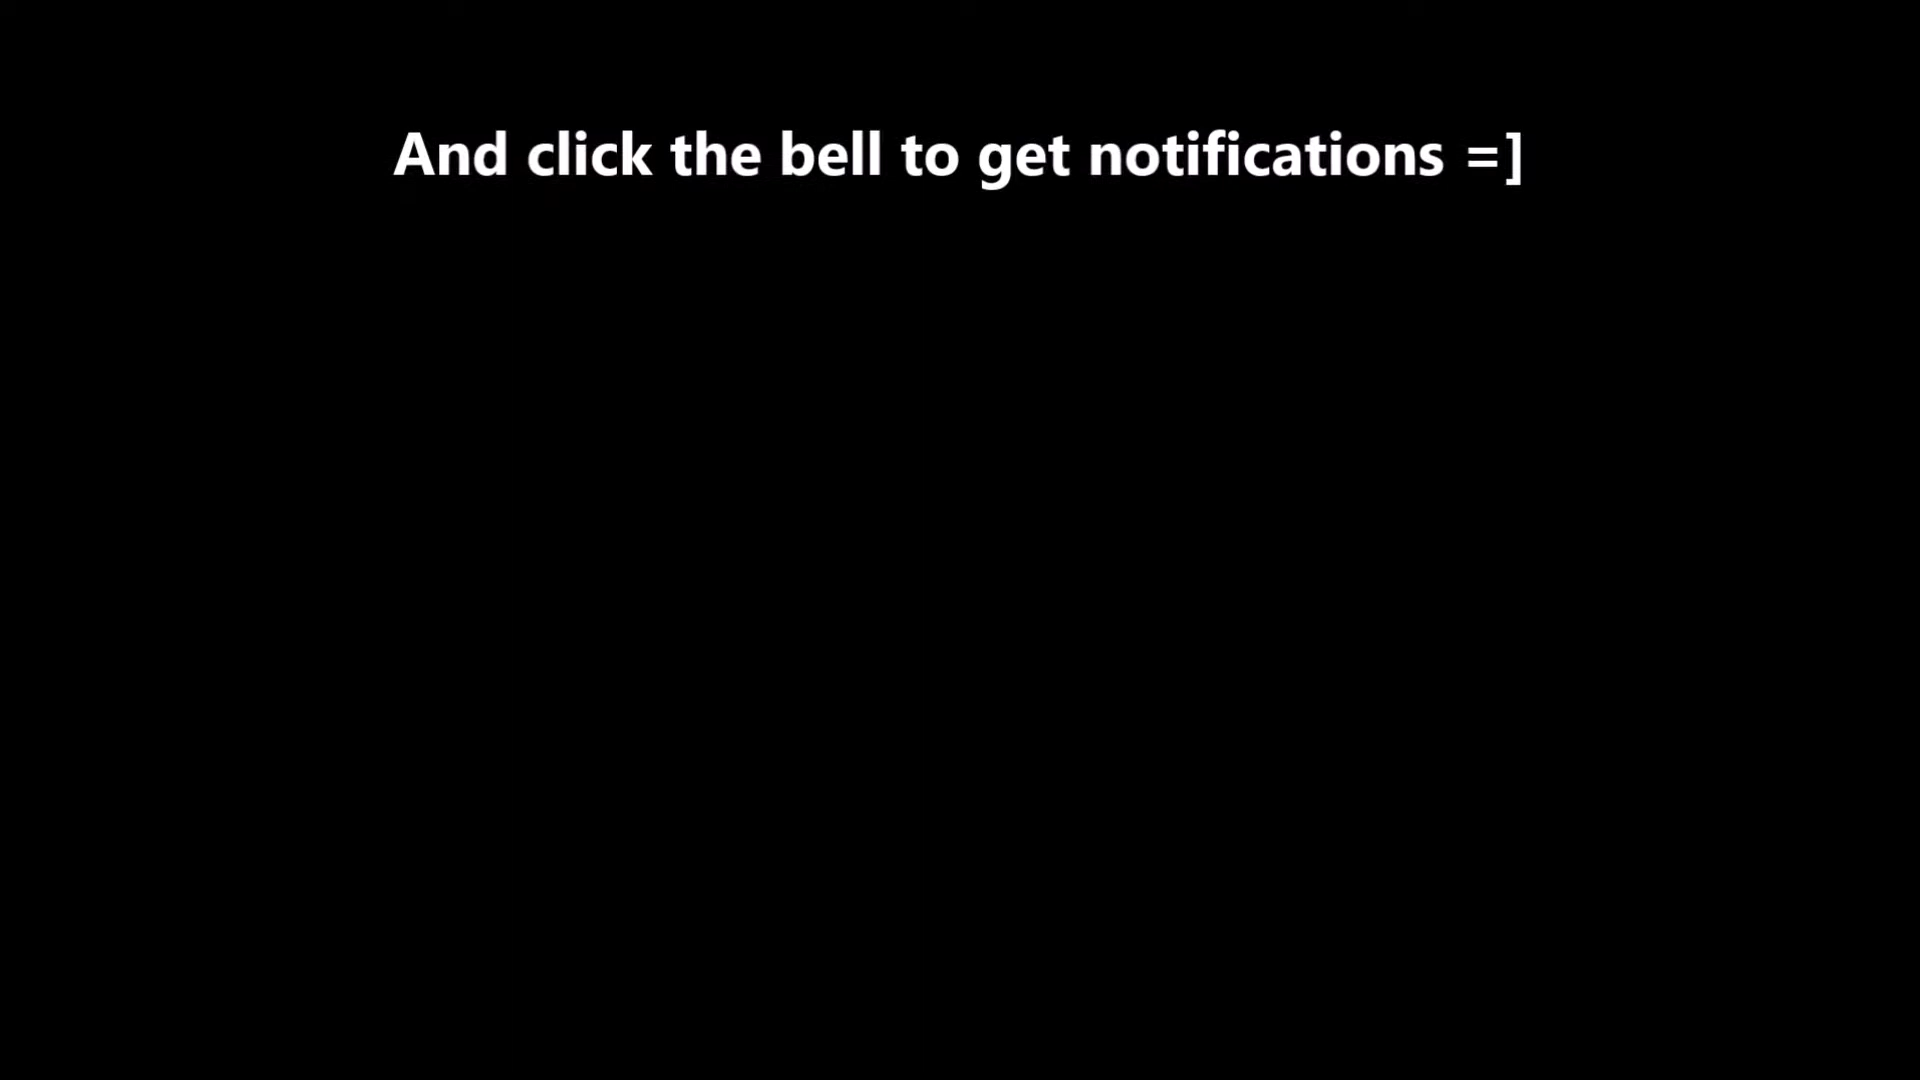 And click the bell to get notifications =]